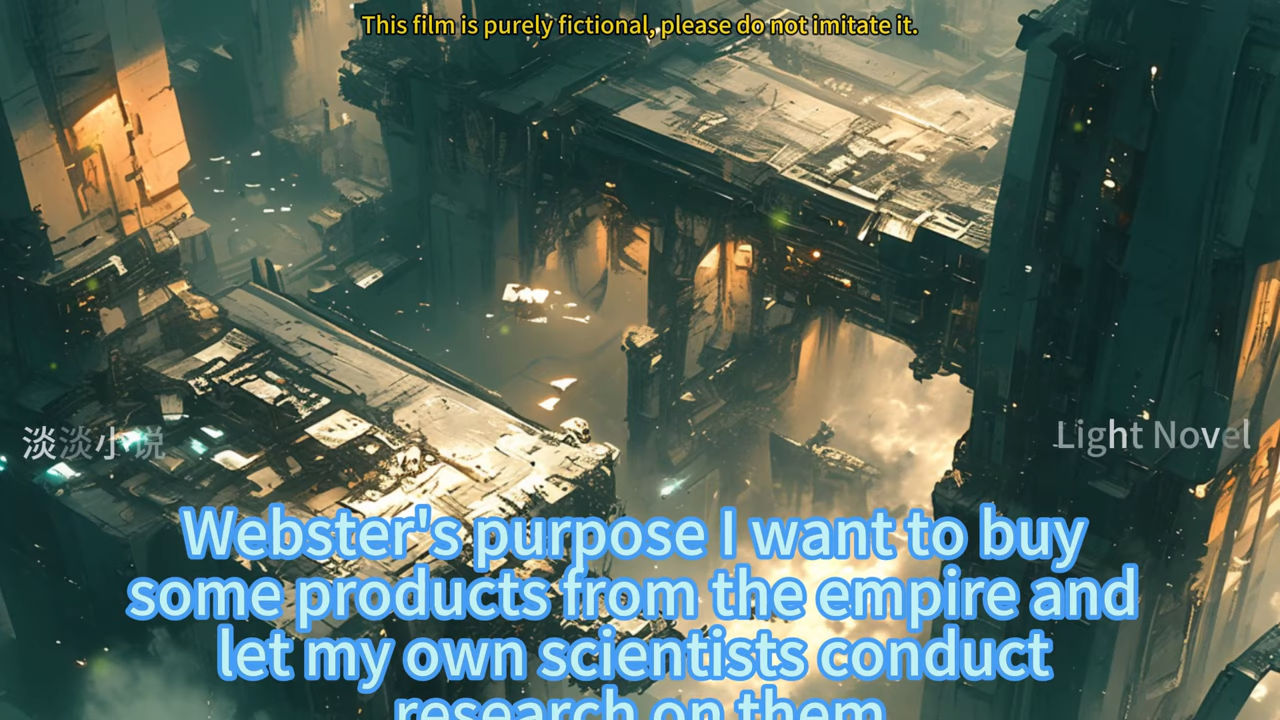 This film is purely fictional, please do not imitate it.
淡淡小说
Light Novel
Webster's purpose I want to buy
some products from the empire and
let my own scientists conduct
research on them